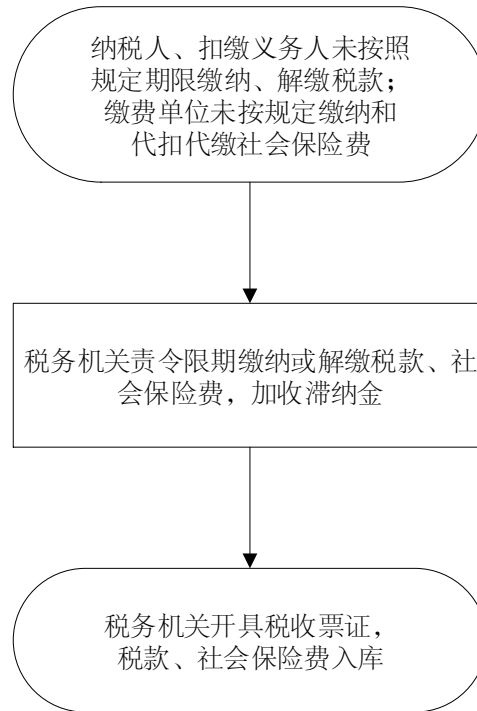 纳税人、扣缴义务人未按照
规定期限缴纳、解缴税款；
缴费单位未按规定缴纳和
代扣代缴社会保险费
税务机关责令限期缴纳或解缴税款、社
会保险费，加收滞纳金
税务机关开具税收票证，
税款、社会保险费入库